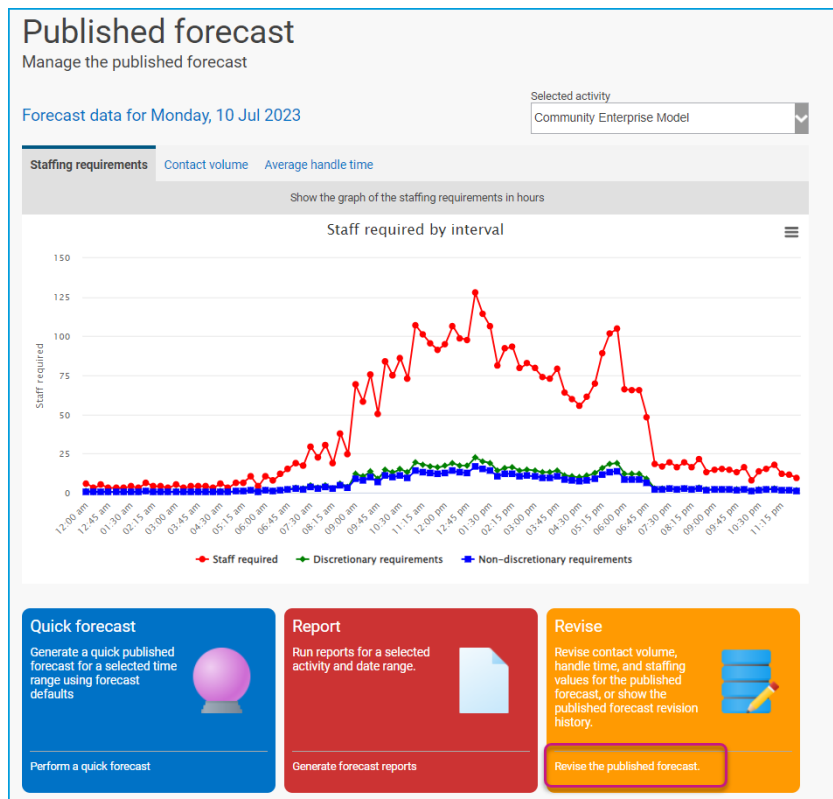 Published forecast
Manage the published forecast
Selected activity
Forecast data for Monday, 10 Jul 2023
Community Enterprise Model
Staffing requirements Contact volume Average handle time
Show the graph of the staffing requirements in hours
Staff required by interval
150
125
100
75
50
25
0
Staff required
12:00 am 12:45 am 01:30 am 02:15 am 03:00 am 03:45 am 04:30 am 05:15 am 06:00 am 06:45 am 07:30 am 08:15 am 09:00 am 09:45 am 10:30 am 11:15 am 12:00 pm 12:45 pm 01:30 pm 02:15 pm 03:00 pm 03:45 pm 04:30 pm 05:15 pm 06:00 pm 06:45 pm 07:30 pm 08:15 pm 09:00 pm 09:45 pm 10:30 pm 11:15 pm
Staff required Discretionary requirements Non-discretionary requirements
Quick forecast
Generate a quick published
forecast for a selected time
range using forecast
defaults
Perform a quick forecast
Report
Run reports for a selected
activity and date range.
Generate forecast reports
Revise
Revise contact volume,
handle time, and staffing
values for the published
forecast, or show the
published forecast revision
history.
Revise the published forecast.